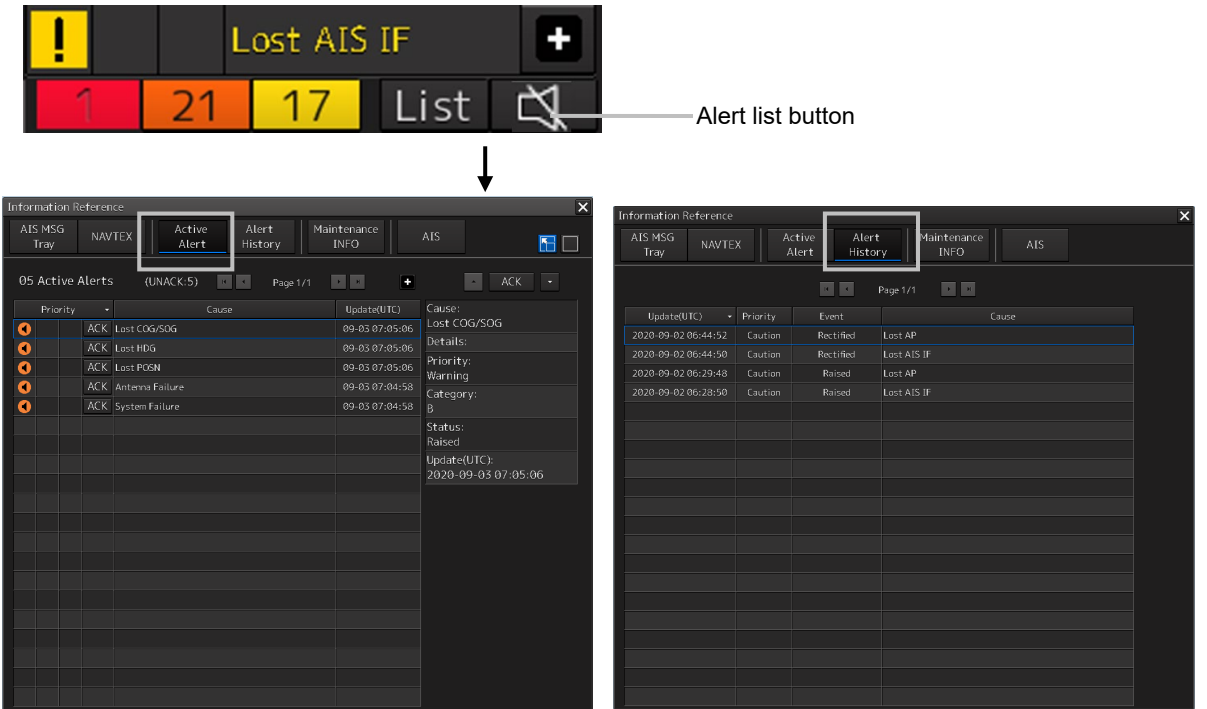 !
Lost AIS IF
1 21 17 List
Alert list button
Information Reference
AIS MSG Tray NAVTEX Active Alert Alert History Maintenance INFO AIS
05 Active Alerts (UNACK:5) Page 1/1 ACK
Priority Cause Update(UTC)
ACK Lost COG/SOG 09-03 07:05:06
ACK Lost HDG 09-03 07:05:06
ACK Lost POSN 09-03 07:05:06
ACK Antenna Failure 09-03 07:04:58
ACK System Failure 09-03 07:04:58
Cause:
Lost COG/SOG
Details:
Priority:
Warning
Category:
B
Status:
Raised
Update(UTC):
2020-09-03 07:05:06
Information Reference
AIS MSG Tray NAVTEX Active Alert Alert History Maintenance INFO AIS
Page 1/1
Update(UTC) Priority Event Cause
2020-09-02 06:44:52 Caution Rectified Lost AP
2020-09-02 06:44:50 Caution Rectified Lost AIS IF
2020-09-02 06:29:48 Caution Raised Lost AP
2020-09-02 06:28:50 Caution Raised Lost AIS IF